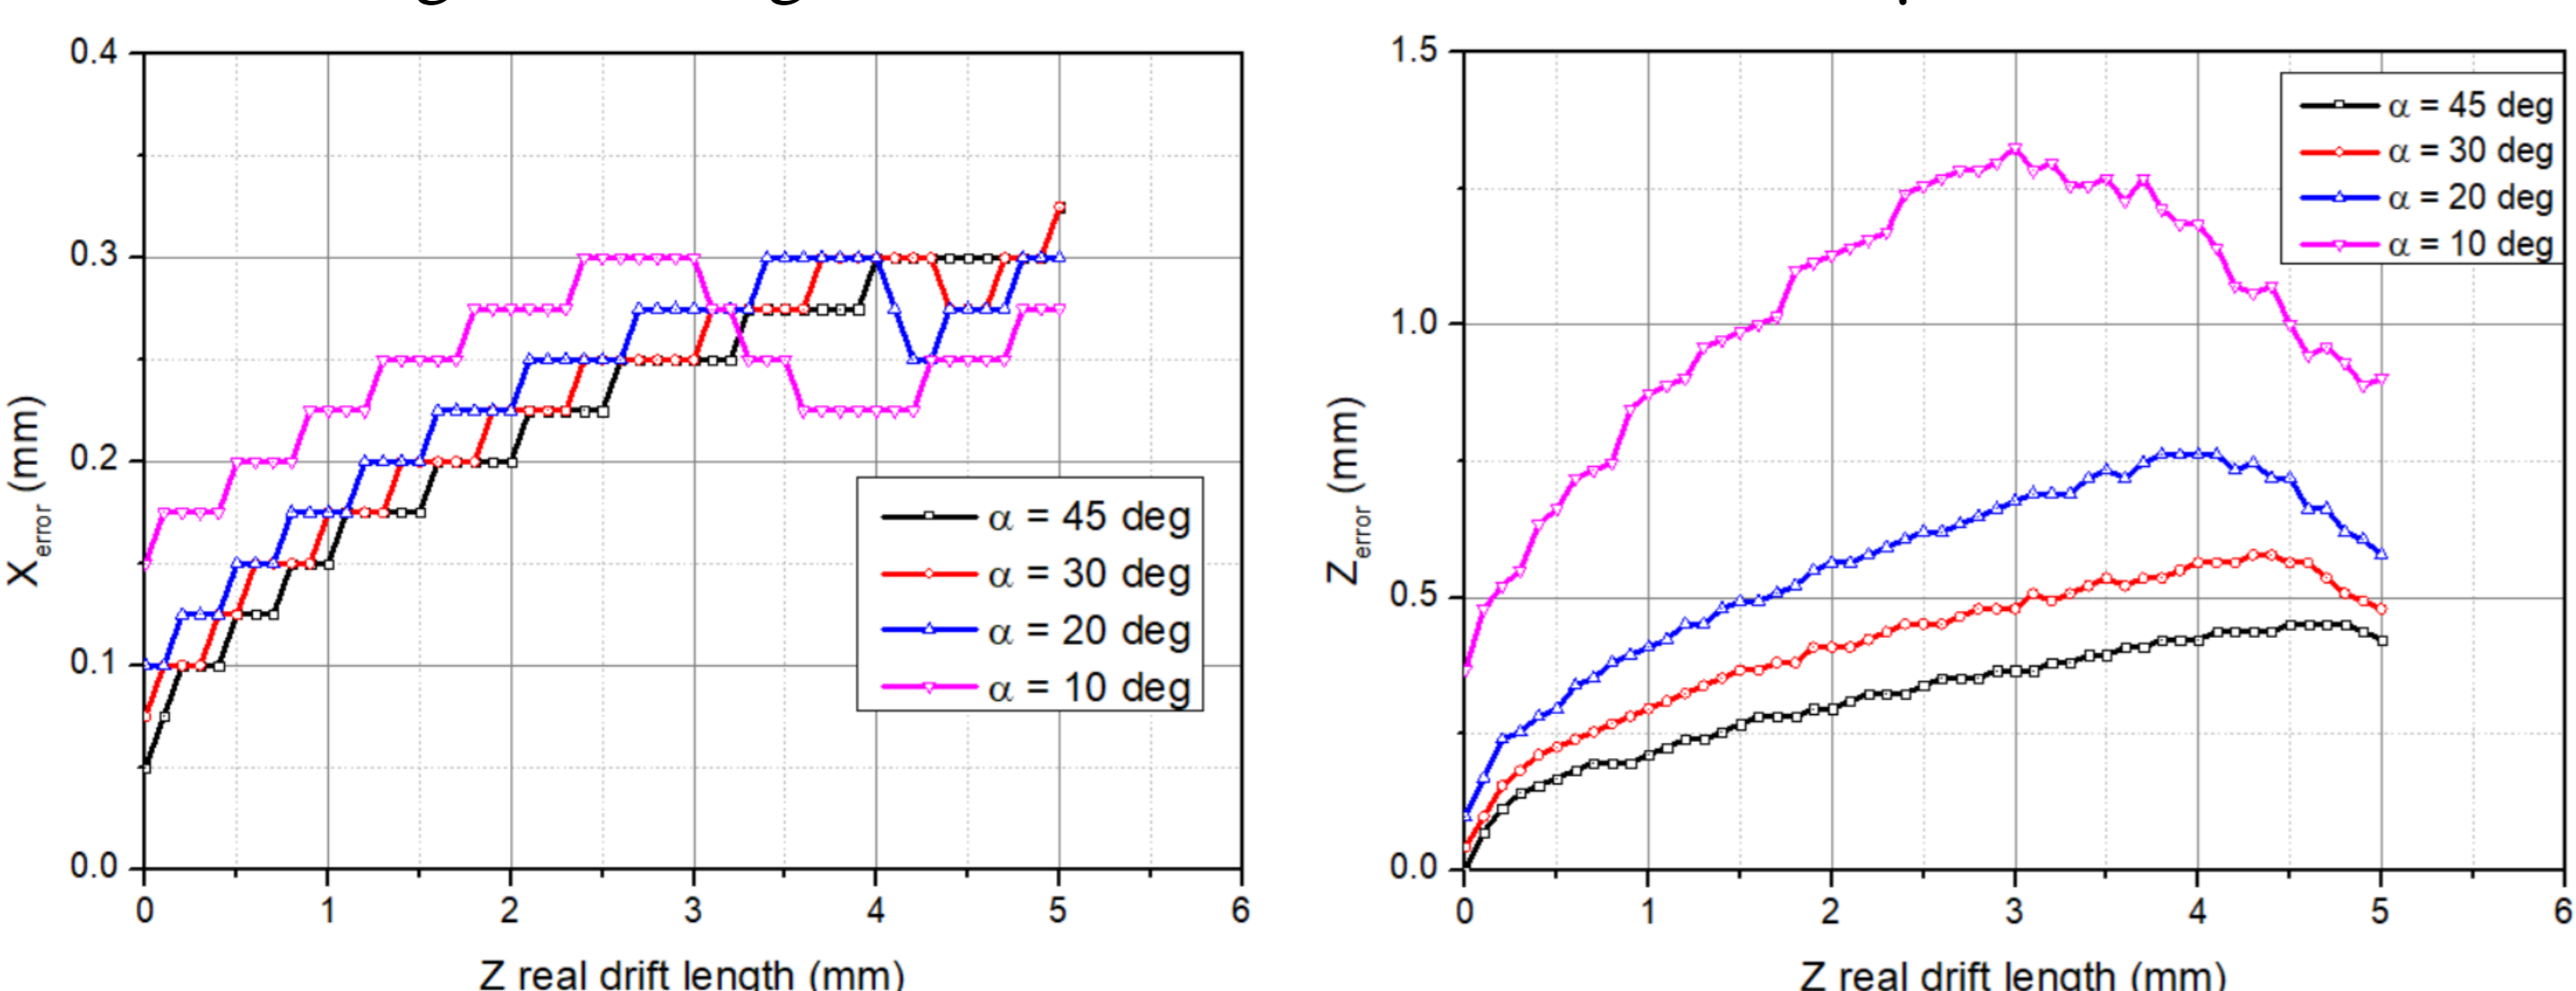 0.4
0.3
0.2
0.1
0.0
X_error (mm)
α = 45 deg
α = 30 deg
α = 20 deg
α = 10 deg
0 1 2 3 4 5 6
Z real drift length (mm)
1.5
1.0
0.5
0.0
Z_error (mm)
α = 45 deg
α = 30 deg
α = 20 deg
α = 10 deg
0 1 2 3 4 5 6
Z real drift length (mm)